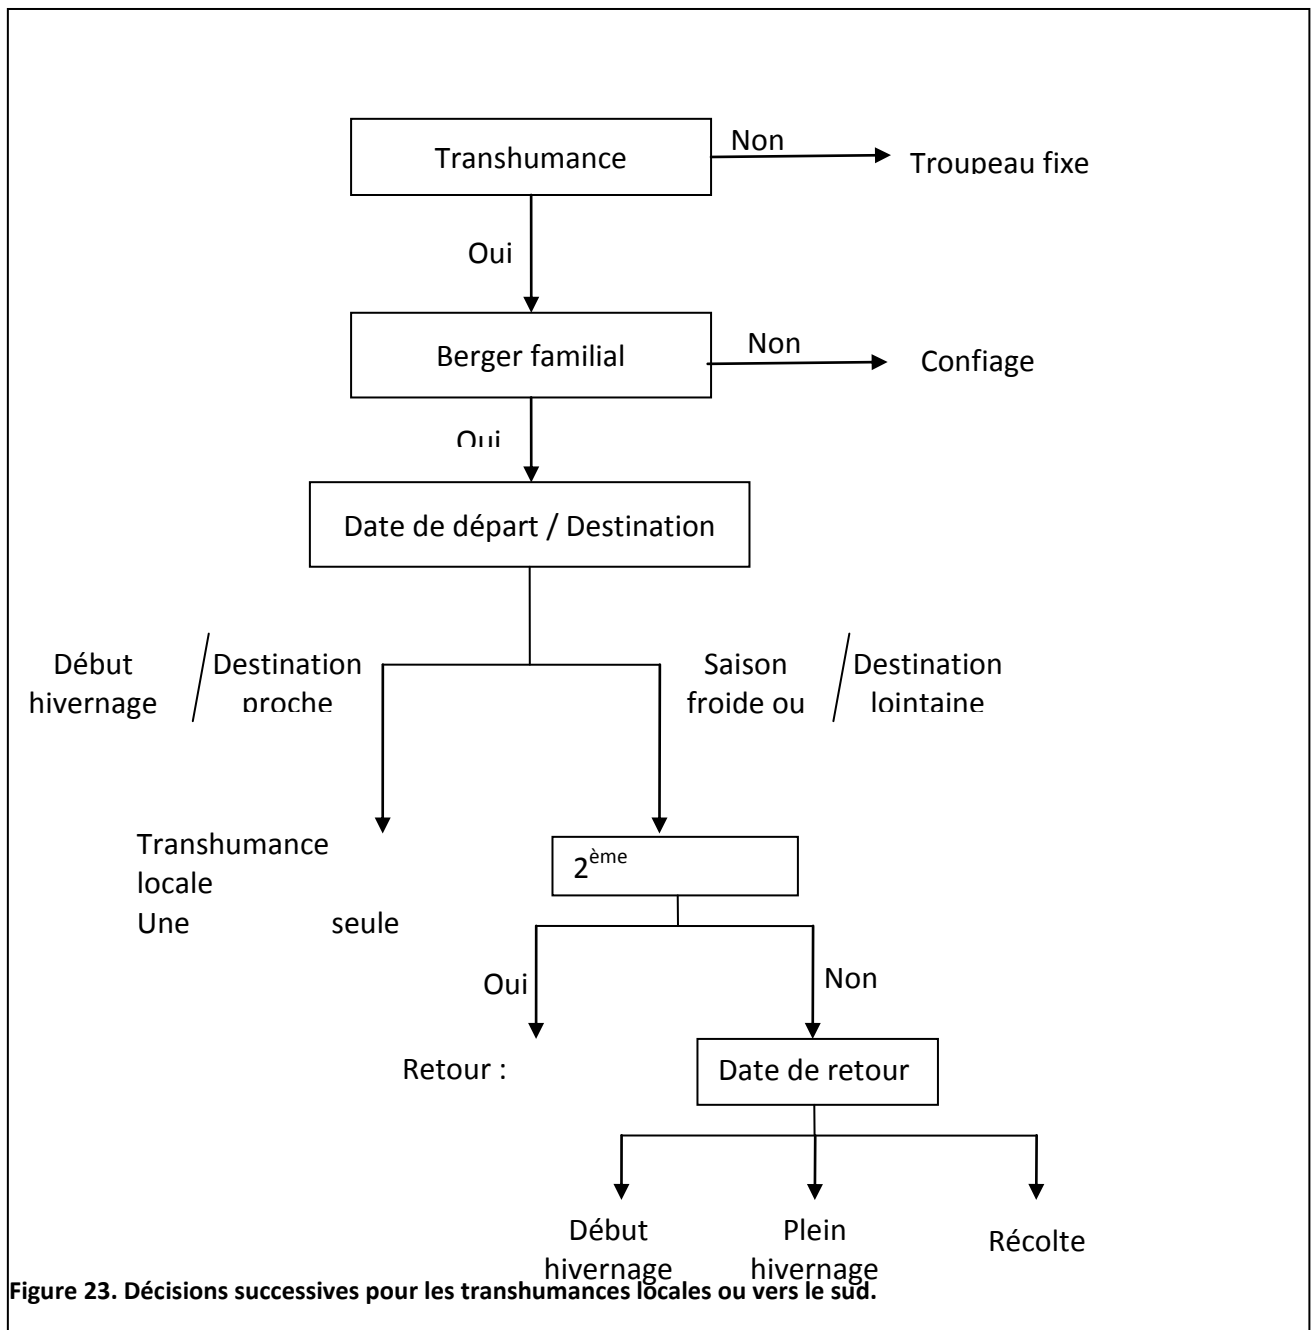 Transhumance
Non
Troupeau fixe
Oui
Berger familial
Non
Confiage
Oui
Date de départ / Destination
Début
hivernage
Destination
proche
Saison
froide ou
Destination
lointaine
Transhumance
locale
Une seule
2ème
Oui
Non
Retour :
Date de retour
Début
hivernage
Plein
hivernage
Récolte
Figure 23. Décisions successives pour les transhumances locales ou vers le sud.